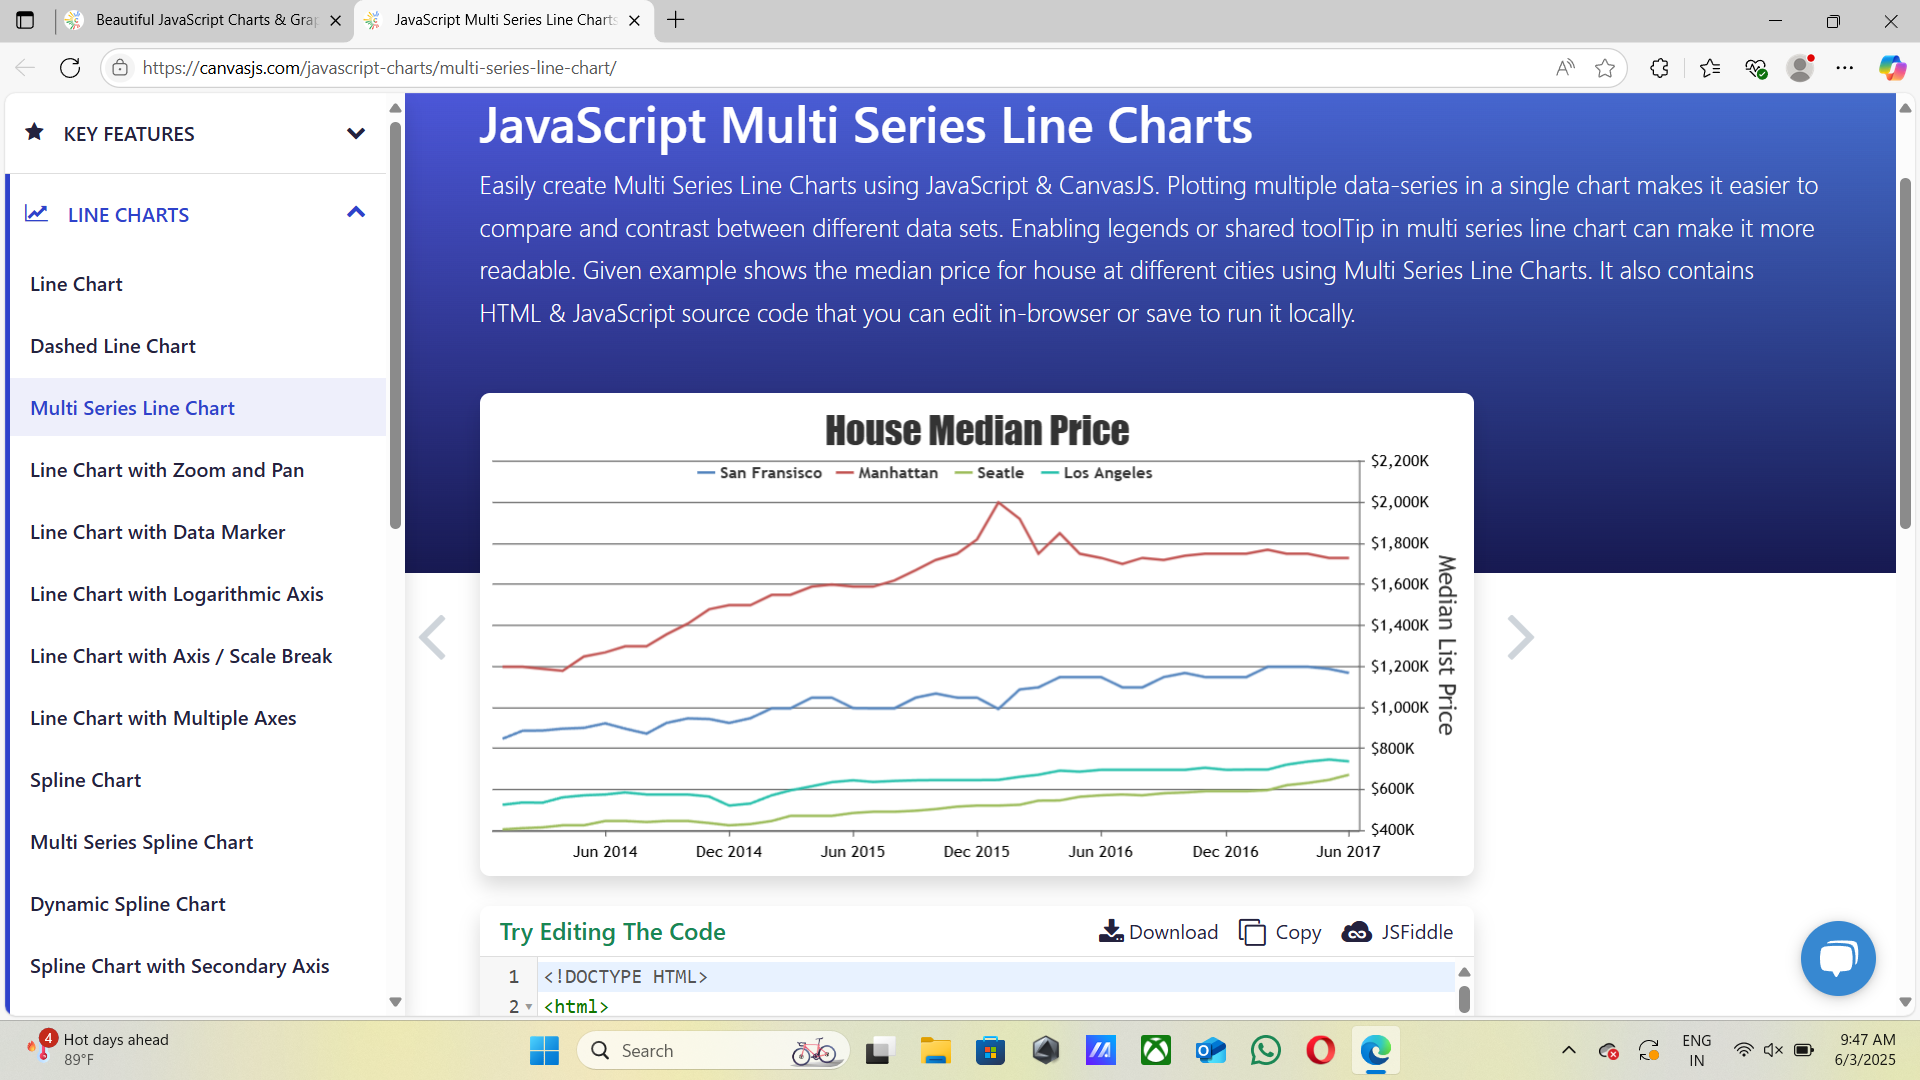 Beautiful JavaScript Charts & Gra
JavaScript Multi Series Line Charts
https://canvasjs.com/javascript-charts/multi-series-line-chart/
KEY FEATURES
LINE CHARTS
Line Chart
Dashed Line Chart
Multi Series Line Chart
Line Chart with Zoom and Pan
Line Chart with Data Marker
Line Chart with Logarithmic Axis
Line Chart with Axis / Scale Break
Line Chart with Multiple Axes
Spline Chart
Multi Series Spline Chart
Dynamic Spline Chart
Spline Chart with Secondary Axis
JavaScript Multi Series Line Charts
Easily create Multi Series Line Charts using JavaScript & CanvasJS. Plotting multiple data-series in a single chart makes it easier to
compare and contrast between different data sets. Enabling legends or shared toolTip in multi series line chart can make it more
readable. Given example shows the median price for house at different cities using Multi Series Line Charts. It also contains
HTML & JavaScript source code that you can edit in-browser or save to run it locally.
House Median Price
San Fransisco Manhattan Seatle Los Angeles
$2,200K
$2,000K
$1,800K
$1,600K
$1,400K
$1,200K
$1,000K
$800K
$600K
$400K
Median List Price
Jun 2014 Dec 2014 Jun 2015 Dec 2015 Jun 2016 Dec 2016 Jun 2017
Try Editing The Code
Download Copy JSFiddle
1 <!DOCTYPE HTML>
2 <html>
4
Hot days ahead
89°F
Search
ENG
IN
9:47 AM
6/3/2025